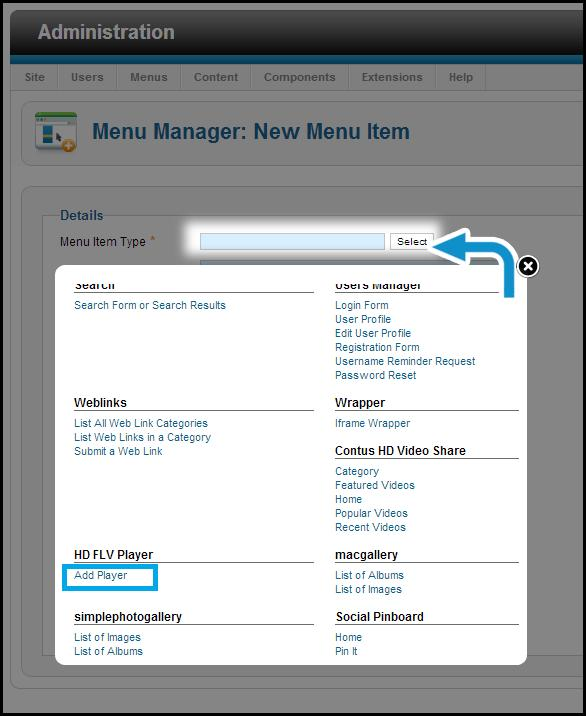 Administration
Site Users Menus Content Components Extensions Help
Menu Manager: New Menu Item
Details
Menu Item Type * Select
Search
Search Form or Search Results
Users Manager
Login Form
User Profile
Edit User Profile
Registration Form
Username Reminder Request
Password Reset
Weblinks
List All Web Link Categories
List Web Links in a Category
Submit a Web Link
Wrapper
Iframe Wrapper
Contus HD Video Share
Category
Featured Videos
Home
Popular Videos
Recent Videos
HD FLV Player
Add Player
macgallery
List of Albums
List of Images
simplephotogallery
List of Images
List of Albums
Social Pinboard
Home
Pin It